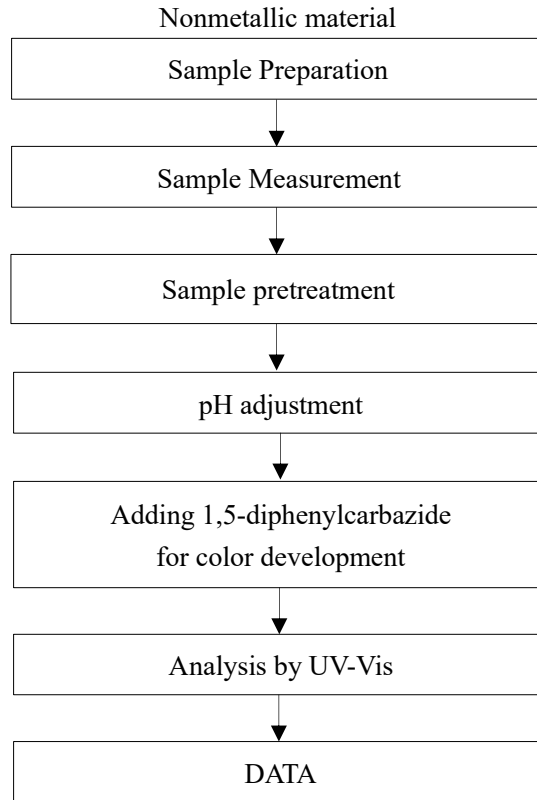 Nonmetallic material
Sample Preparation
Sample Measurement
Sample pretreatment
pH adjustment
Adding 1,5-diphenylcarbazide
for color development
Analysis by UV-Vis
DATA